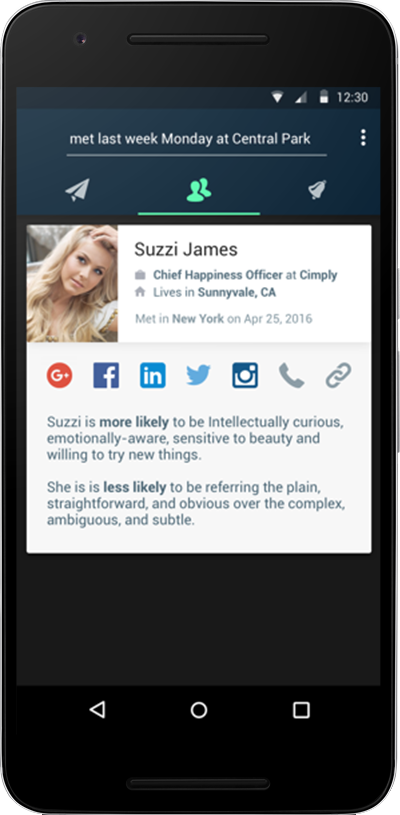 12:30
met last week Monday at Central Park
Suzzi James
Chief Happiness Officer at Cimply
Lives in Sunnyvale, CA
Met in New York on Apr 25, 2016
G+
f
in
Suzzi is more likely to be Intellectually curious,
emotionally-aware, sensitive to beauty and
willing to try new things.
She is is less likely to be referring the plain,
straightforward, and obvious over the complex,
ambiguous, and subtle.